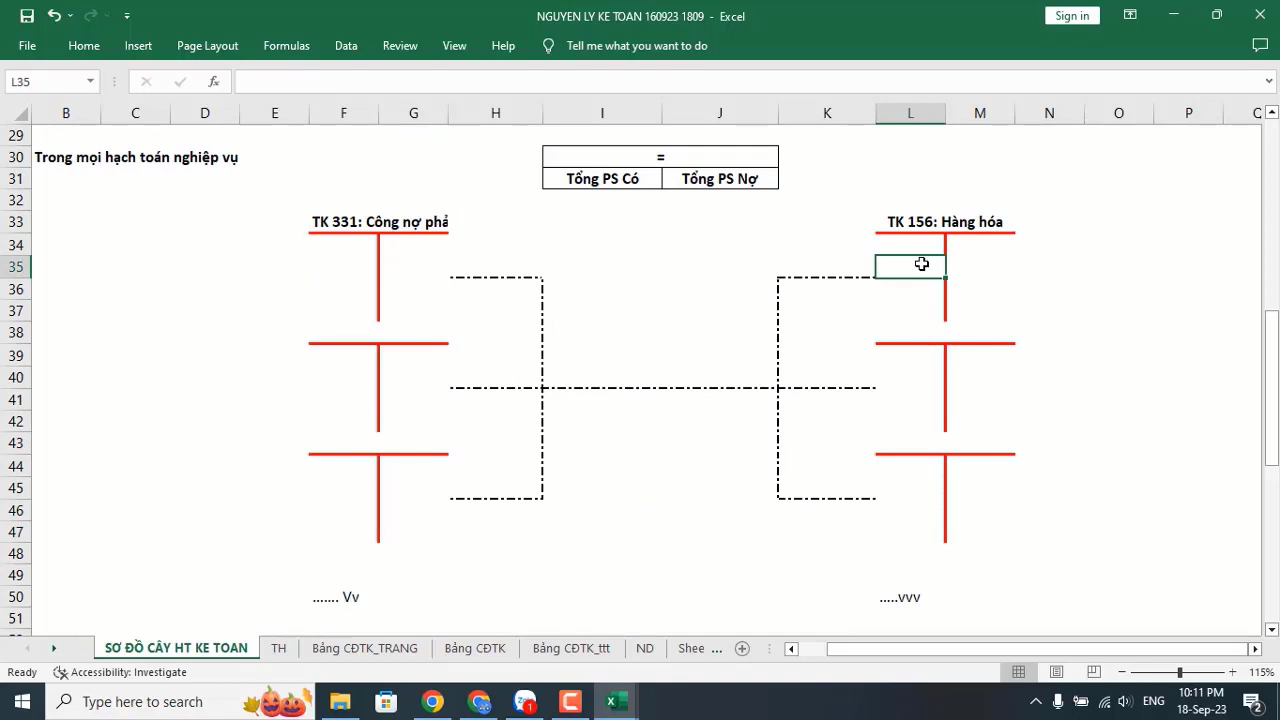 NGUYEN LY KE TOAN 160923 1809 - Excel
Sign in
File Home Insert Page Layout Formulas Data Review View Help Tell me what you want to do
L35
fx
B C D E F G H I J K L M N O P Q
29
30 Trong mọi hạch toán nghiệp vụ =
31 Tổng PS Có Tổng PS Nợ
32
33 TK 331: Công nợ phả TK 156: Hàng hóa
34
35
36
37
38
39
40
41
42
43
44
45
46
47
48
49
50 ....... Vv .....vvv
51
SƠ ĐỒ CÂY HT KE TOAN TH Bảng CĐTK_TRANG Bảng CĐTK Bảng CĐTK_ttt ND Shee ...
Ready Accessibility: Investigate 115%
Type here to search
ENG
10:11 PM
18-Sep-23
1
2